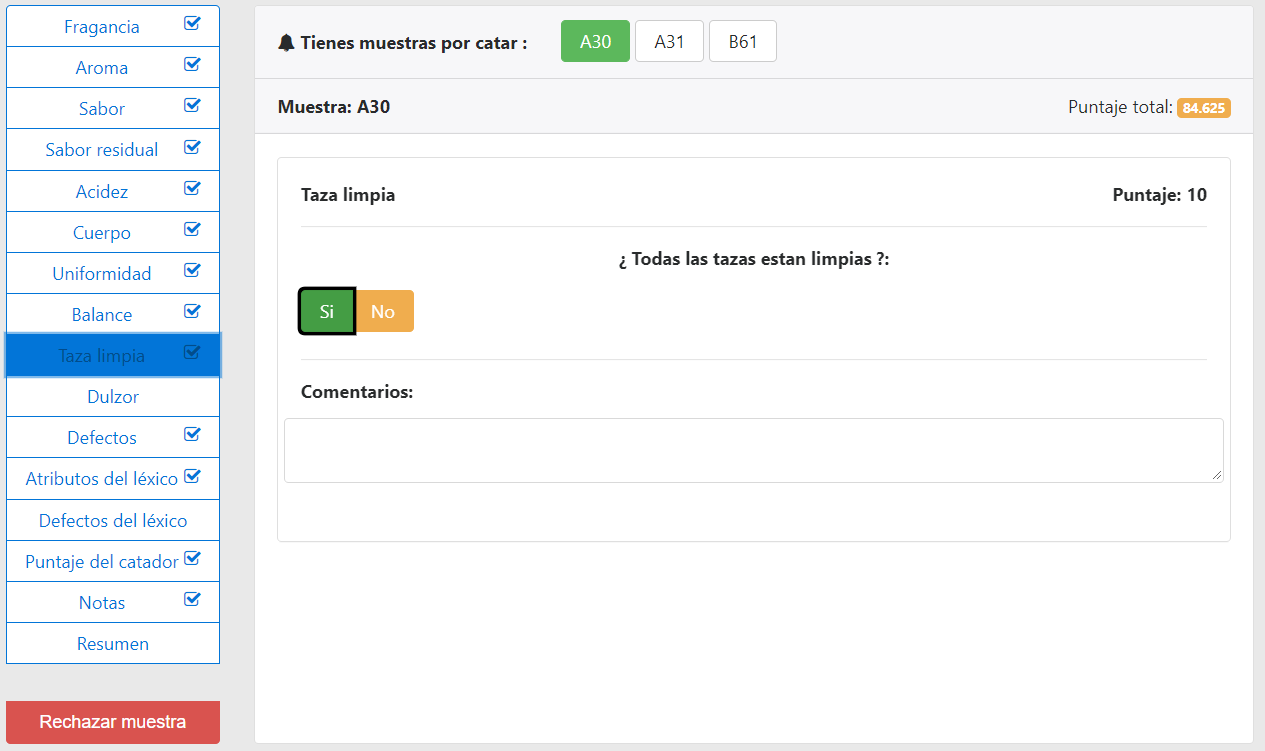 Fragancia
Aroma
Sabor
Sabor residual
Acidez
Cuerpo
Uniformidad
Balance
Taza limpia
Dulzor
Defectos
Atributos del léxico
Defectos del léxico
Puntaje del catador
Notas
Resumen
Rechazar muestra
Tienes muestras por catar : A30 A31 B61
Muestra: A30 Puntaje total: 84.625
Taza limpia Puntaje: 10
¿ Todas las tazas estan limpias ?:
Si No
Comentarios: